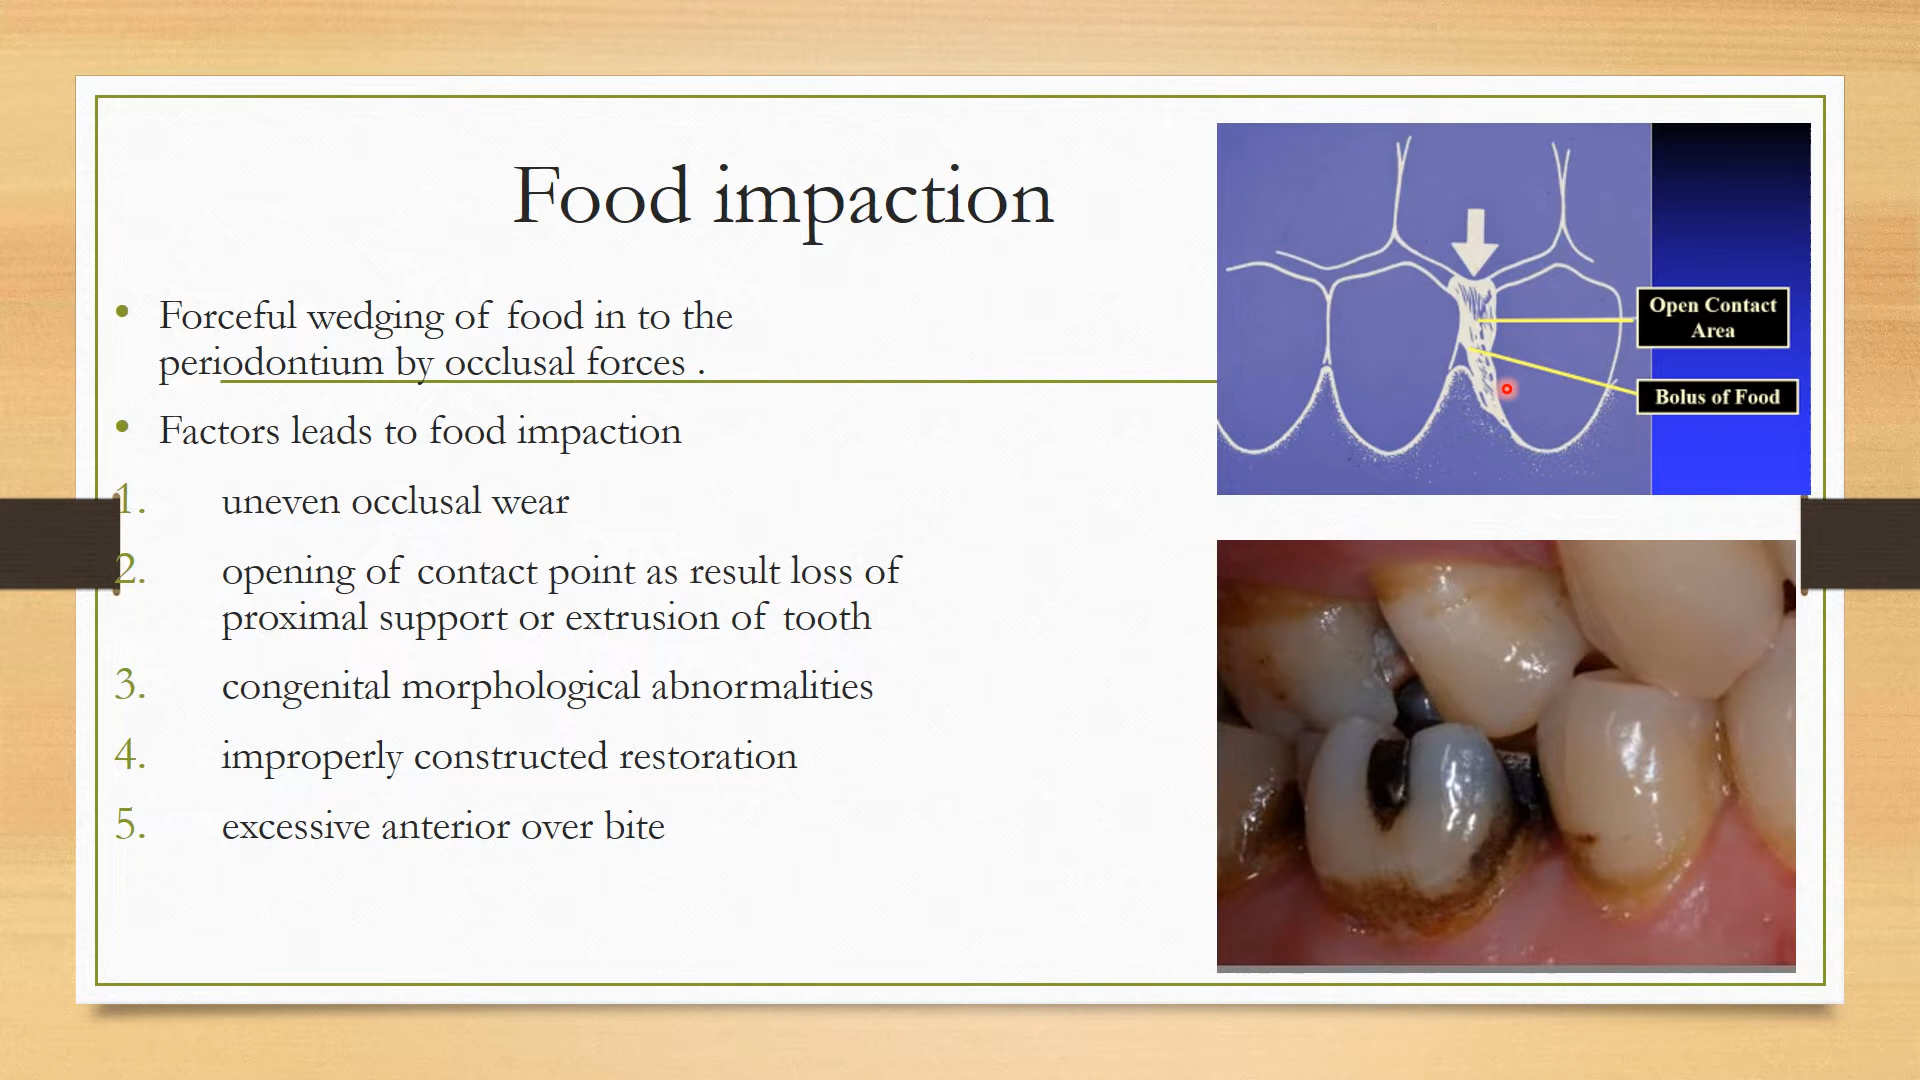 Food impaction
• Forceful wedging of food in to the
periodontium by occlusal forces .
• Factors leads to food impaction
1. uneven occlusal wear
2. opening of contact point as result loss of
proximal support or extrusion of tooth
3. congenital morphological abnormalities
4. improperly constructed restoration
5. excessive anterior over bite
Open Contact
Area
Bolus of Food